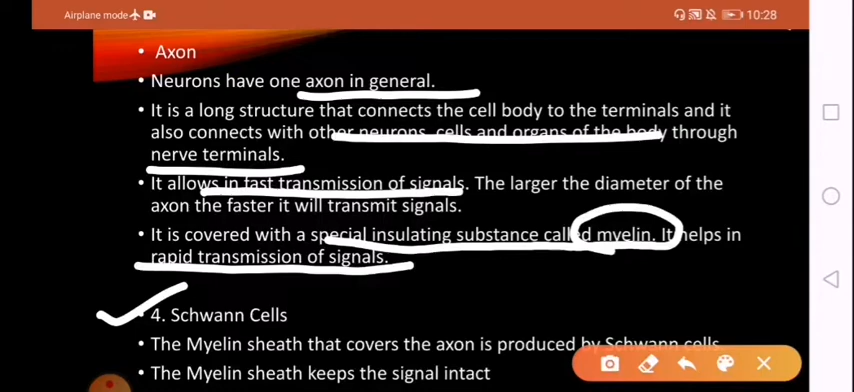 Airplane mode
10:28
• Axon
• Neurons have one axon in general.
• It is a long structure that connects the cell body to the terminals and it
also connects with other neurons, cells and organs of the body through
nerve terminals.
• It allows in fast transmission of signals. The larger the diameter of the
axon the faster it will transmit signals.
• It is covered with a special insulating substance called myelin. It helps in
rapid transmission of signals.
• 4. Schwann Cells
• The Myelin sheath that covers the axon is produced by Schwann cells
• The Myelin sheath keeps the signal intact